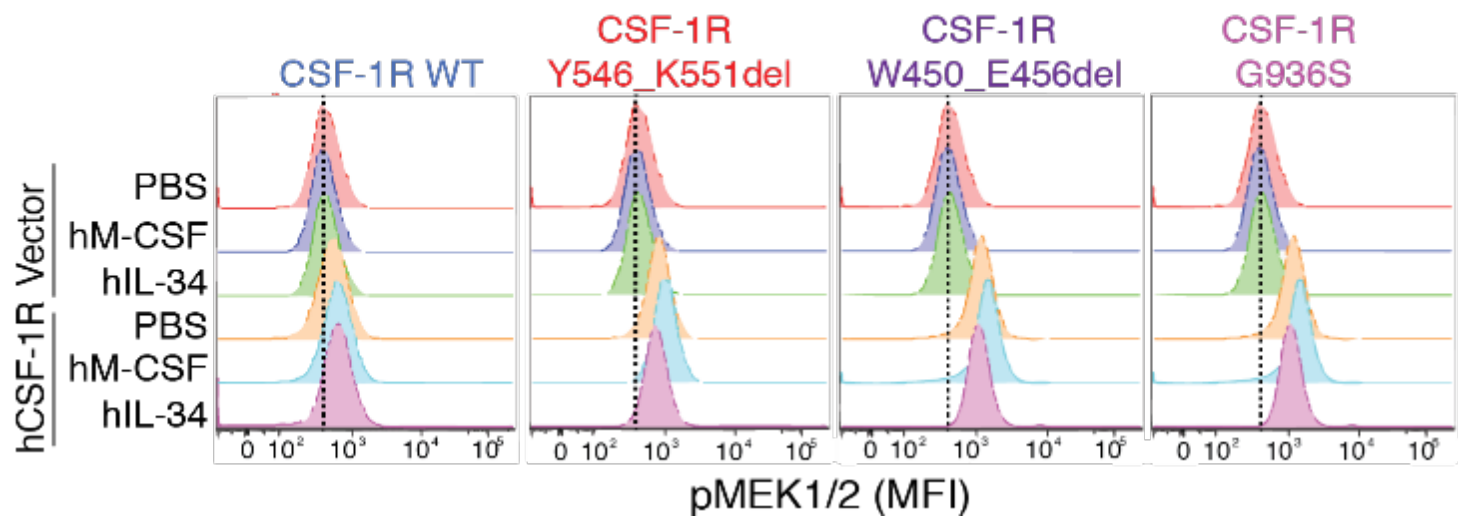 CSF-1R WT
CSF-1R
Y546_K551del
CSF-1R
W450_E456del
CSF-1R
G936S
Vector
PBS
hM-CSF
hIL-34
hCSF-1R
PBS
hM-CSF
hIL-34
0 10² 10³ 10⁴ 10⁵
0 10² 10³ 10⁴ 10⁵
0 10² 10³ 10⁴ 10⁵
0 10² 10³ 10⁴ 10⁵
pMEK1/2 (MFI)